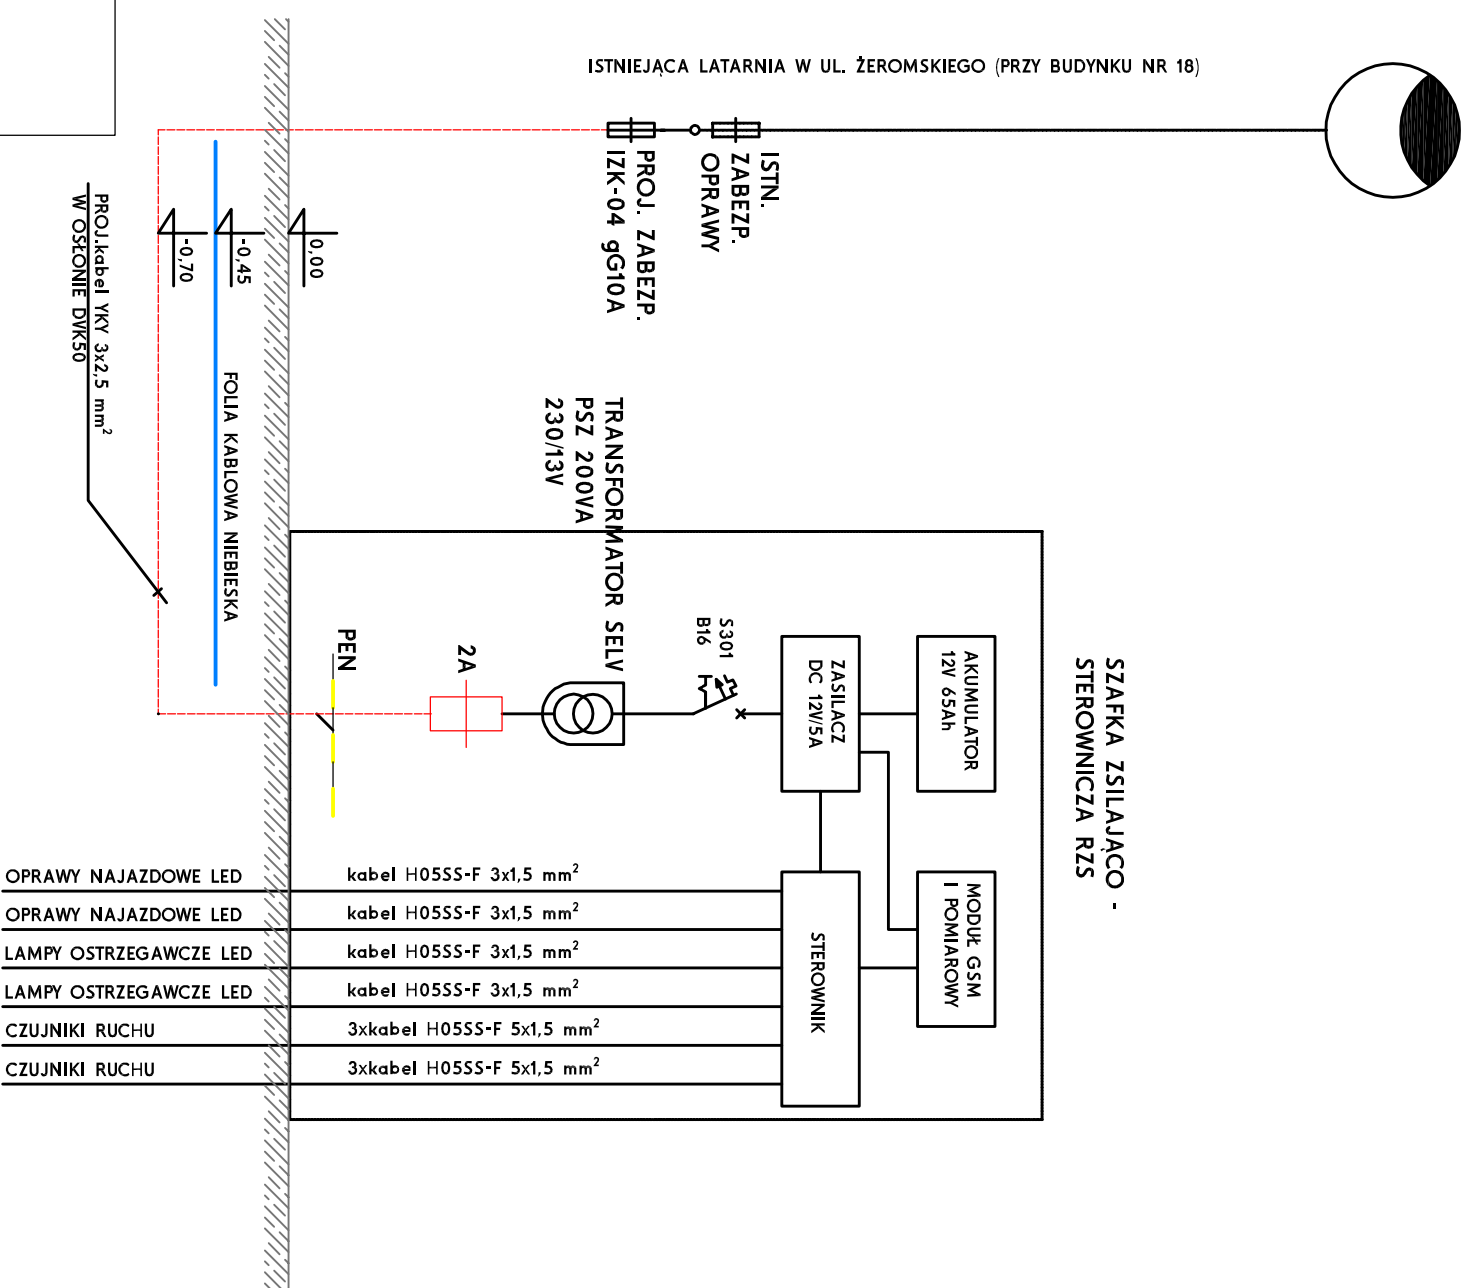 ISTNIEJĄCA LATARNIA W UL. ŻEROMSKIEGO (PRZY BUDYNKU NR 18)
ISTN.
ZABEZP.
OPRAWY
PROJ. ZABEZP.
IZK-04 gG10A
0,00
-0,45
-0,70
PROJ.kabel YKY 3x2,5 mm²
W OSŁONIE DVK50
FOLIA KABLOWA NIEBIESKA
TRANSFORMATOR SELV
PSZ 200VA
230/13V
SZAFKA ZSILAJĄCO -
STEROWNICZA RZS
AKUMULATOR
12V 65Ah
ZASILACZ
DC 12V/5A
S301
B16
2A
PEN
MODUŁ GSM
I POMIAROWY
STEROWNIK
OPRAWY NAJAZDOWE LED kabel H05SS-F 3x1,5 mm²
OPRAWY NAJAZDOWE LED kabel H05SS-F 3x1,5 mm²
LAMPY OSTRZEGAWCZE LED kabel H05SS-F 3x1,5 mm²
LAMPY OSTRZEGAWCZE LED kabel H05SS-F 3x1,5 mm²
CZUJNIKI RUCHU 3xkabel H05SS-F 5x1,5 mm²
CZUJNIKI RUCHU 3xkabel H05SS-F 5x1,5 mm²